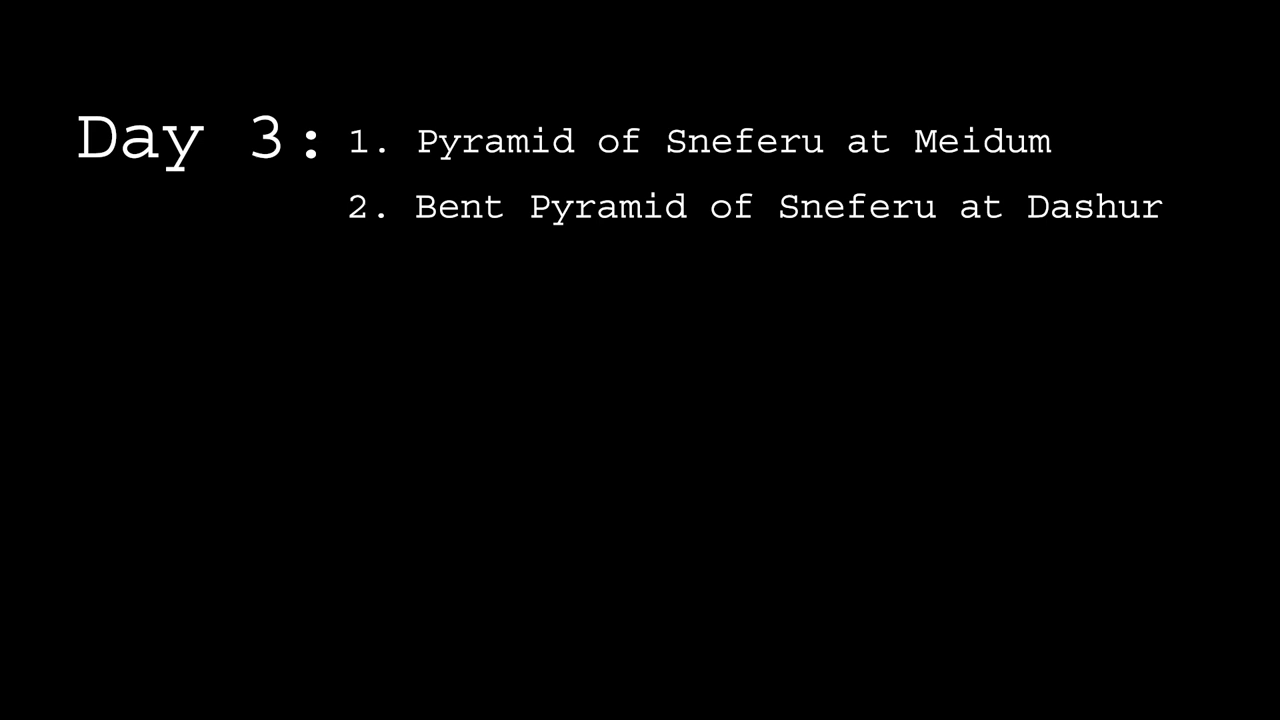 Day 3: 1. Pyramid of Sneferu at Meidum
2. Bent Pyramid of Sneferu at Dashur